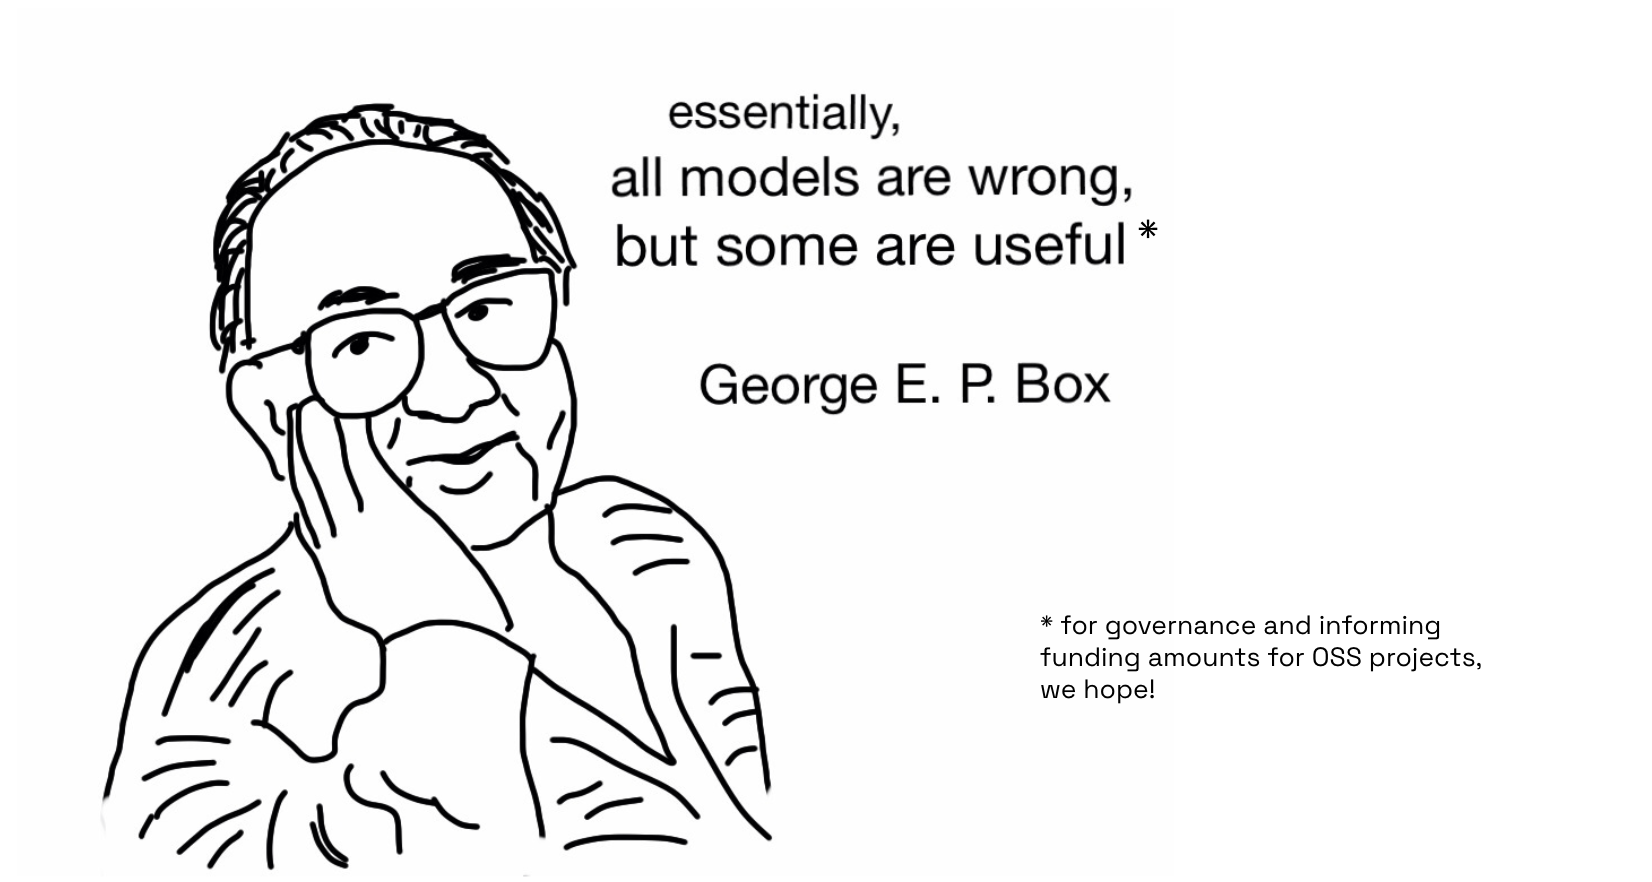 essentially,
all models are wrong,
but some are useful*
George E. P. Box
* for governance and informing
funding amounts for OSS projects,
we hope!